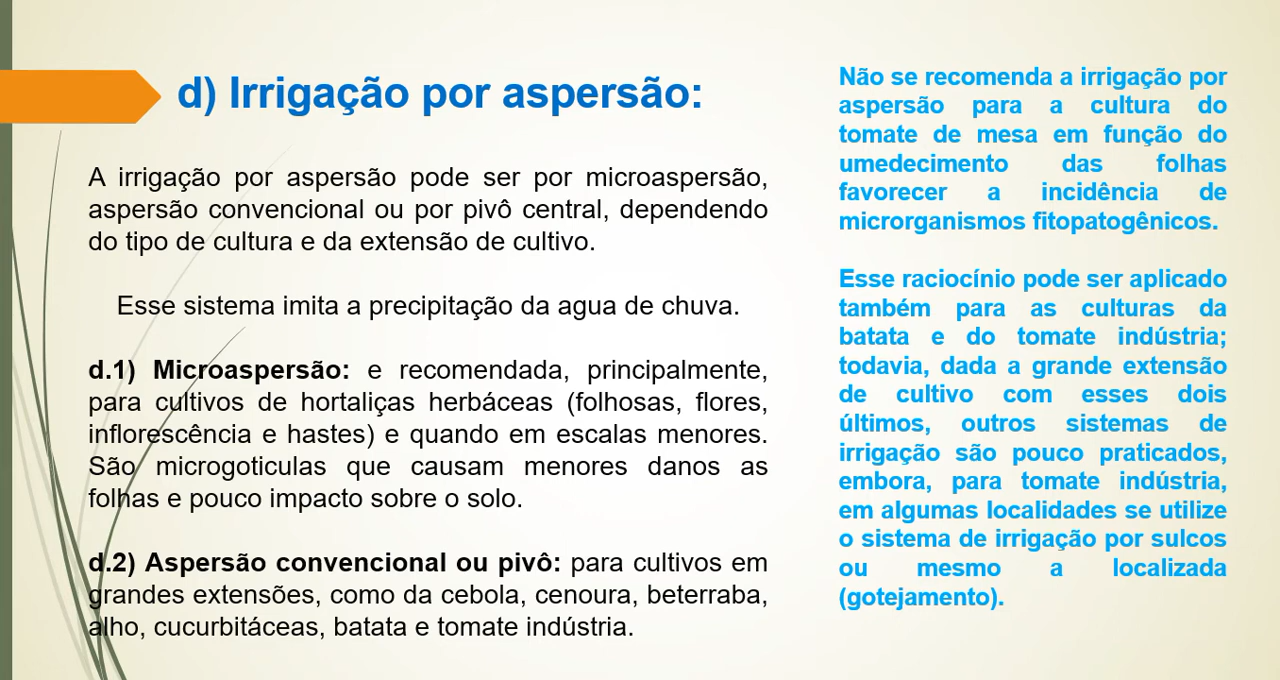 d) Irrigação por aspersão:
A irrigação por aspersão pode ser por microaspersão,
aspersão convencional ou por pivô central, dependendo
do tipo de cultura e da extensão de cultivo.
Esse sistema imita a precipitação da agua de chuva.
d.1) Microaspersão: e recomendada, principalmente,
para cultivos de hortaliças herbáceas (folhosas, flores,
inflorescência e hastes) e quando em escalas menores.
São microgoticulas que causam menores danos as
folhas e pouco impacto sobre o solo.
d.2) Aspersão convencional ou pivô: para cultivos em
grandes extensões, como da cebola, cenoura, beterraba,
alho, cucurbitáceas, batata e tomate indústria.
Não se recomenda a irrigação por
aspersão para a cultura do
tomate de mesa em função do
umedecimento das folhas
favorecer a incidência de
microrganismos fitopatogênicos.
Esse raciocínio pode ser aplicado
também para as culturas da
batata e do tomate indústria;
todavia, dada a grande extensão
de cultivo com esses dois
últimos, outros sistemas de
irrigação são pouco praticados,
embora, para tomate indústria,
em algumas localidades se utilize
o sistema de irrigação por sulcos
ou mesmo a localizada
(gotejamento).